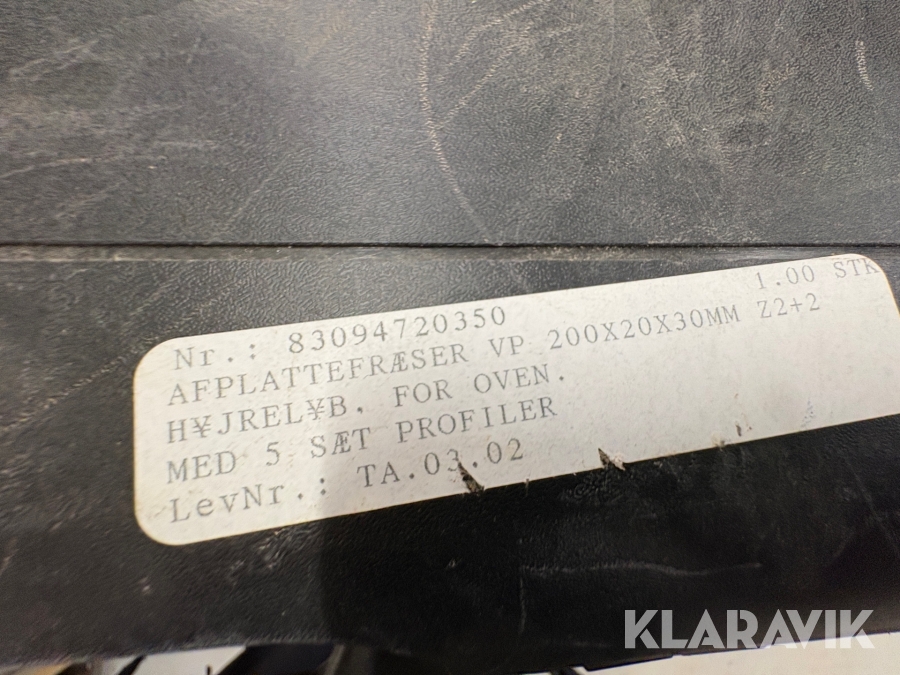 Nr.: 83094720350 1.00 STK
AFPLATTEFRÆSER VP 200X20X30MM Z2+2
H¥JREL¥B, FOR OVEN.
MED 5 SÆT PROFILER
LevNr.: TA.03.02
KLARAVIK